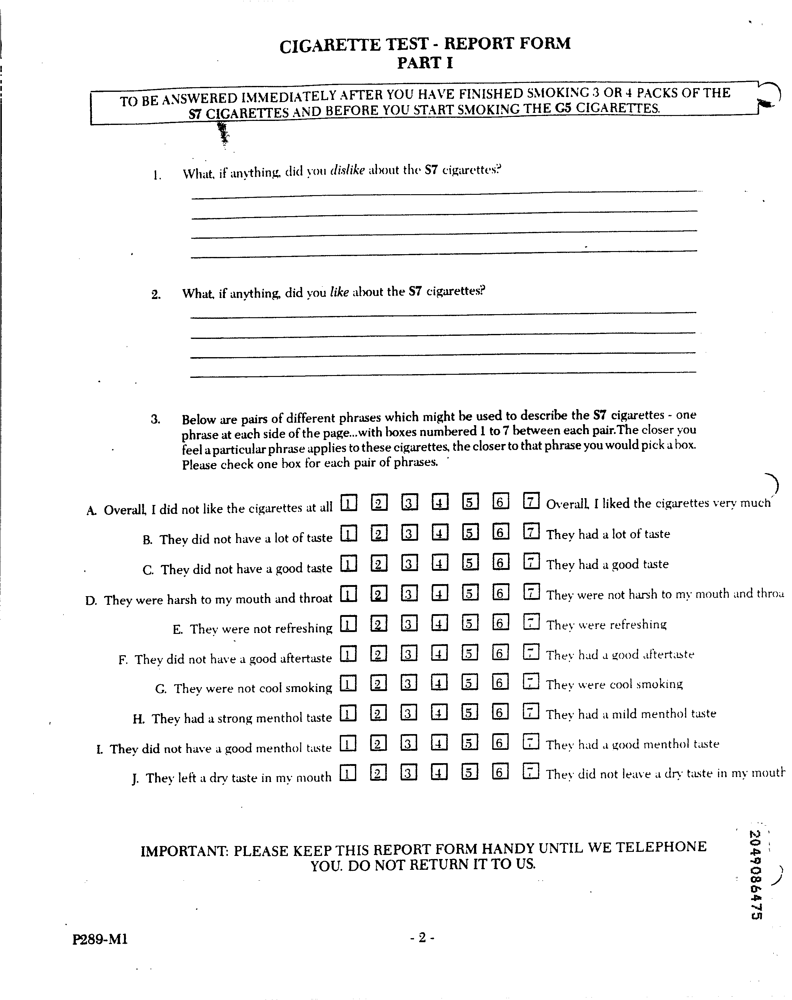 CIGARETTE TEST - REPORT FORM
PART I
TO BE ANSWERED IMMEDIATELY AFTER YOU HAVE FINISHED SMOKING 3 OR 4 PACKS OF THE
S7 CIGARETTES AND BEFORE YOU START SMOKING THE G5 CIGARETTES.
1. What, if anything, did you dislike about the S7 cigarettes?
2. What, if anything, did you like about the S7 cigarettes?
3. Below are pairs of different phrases which might be used to describe the S7 cigarettes - one
phrase at each side of the page...with boxes numbered 1 to 7 between each pair. The closer you
feel a particular phrase applies to these cigarettes, the closer to that phrase you would pick a box.
Please check one box for each pair of phrases.
A. Overall, I did not like the cigarettes at all 1 2 3 4 5 6 7 Overall, I liked the cigarettes very much
B. They did not have a lot of taste 1 2 3 4 5 6 7 They had a lot of taste
C. They did not have a good taste 1 2 3 4 5 6 7 They had a good taste
D. They were harsh to my mouth and throat 1 2 3 4 5 6 7 They were not harsh to my mouth and throa
E. They were not refreshing 1 2 3 4 5 6 7 They were refreshing
F. They did not have a good aftertaste 1 2 3 4 5 6 7 They had a good aftertaste
G. They were not cool smoking 1 2 3 4 5 6 7 They were cool smoking
H. They had a strong menthol taste 1 2 3 4 5 6 7 They had a mild menthol taste
I. They did not have a good menthol taste 1 2 3 4 5 6 7 They had a good menthol taste
J. They left a dry taste in my mouth 1 2 3 4 5 6 7 They did not leave a dry taste in my mouth
IMPORTANT: PLEASE KEEP THIS REPORT FORM HANDY UNTIL WE TELEPHONE
YOU. DO NOT RETURN IT TO US.
2049086475
P289-M1 - 2 -